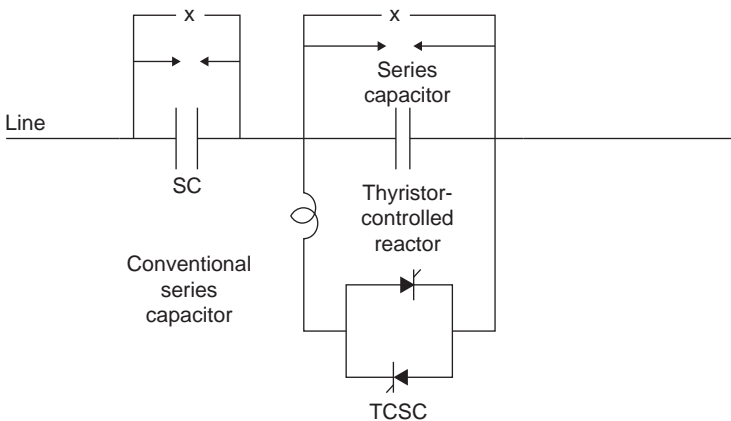 x
x
Series
capacitor
Line
SC
Thyristor-
controlled
reactor
Conventional
series
capacitor
TCSC